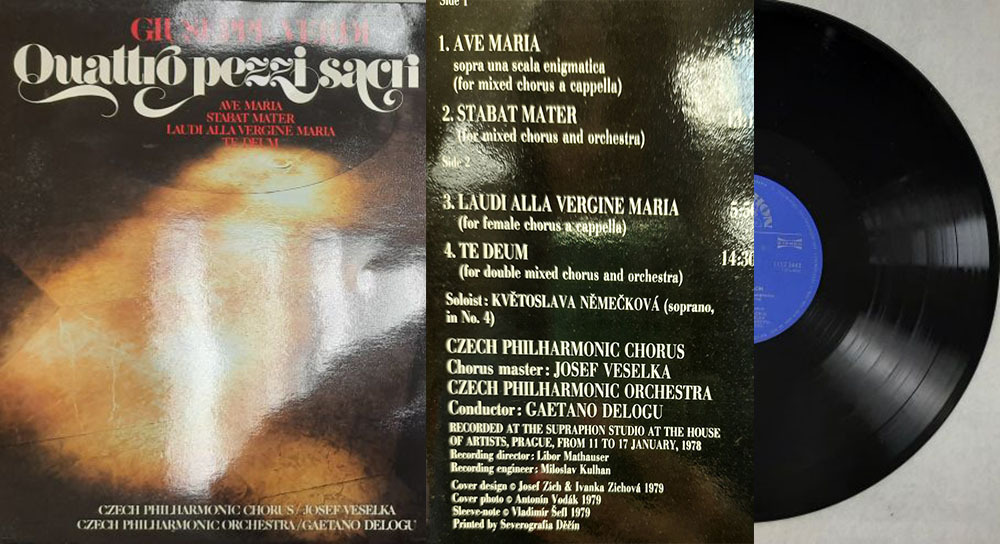 GIUSEPPE VERDI
Quattro pezzi sacri
AVE MARIA
STABAT MATER
LAUDI ALLA VERGINE MARIA
TE DEUM
CZECH PHILHARMONIC CHORUS / JOSEF VESELKA
CZECH PHILHARMONIC ORCHESTRA / GAETANO DELOGU
Side 1
1. AVE MARIA
sopra una scala enigmatica
(for mixed chorus a cappella)
2. STABAT MATER
(for mixed chorus and orchestra)
Side 2
3. LAUDI ALLA VERGINE MARIA
(for female chorus a cappella)
4. TE DEUM 14:30
(for double mixed chorus and orchestra)
Soloist: KVĚTOSLAVA NĚMEČKOVÁ (soprano,
in No. 4)
CZECH PHILHARMONIC CHORUS
Chorus master: JOSEF VESELKA
CZECH PHILHARMONIC ORCHESTRA
Conductor: GAETANO DELOGU
RECORDED AT THE SUPRAPHON STUDIO AT THE HOUSE
OF ARTISTS, PRAGUE, FROM 11 TO 17 JANUARY, 1978
Recording director: Libor Mathauser
Recording engineer: Miloslav Kulhan
Cover design © Josef Zich & Ivanka Zichová 1979
Cover photo © Antonín Vodák 1979
Sleeve-note © Vladimír Šefl 1979
Printed by Severografia Děčín